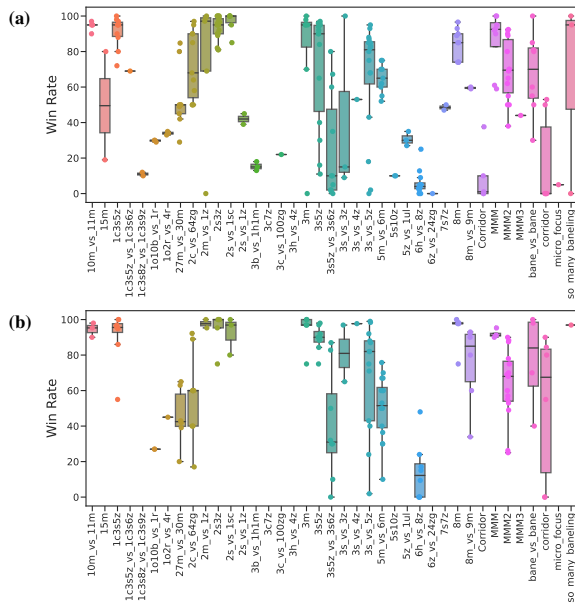 (a)
Win Rate
100
80
60
40
20
0
10m_vs_11m
15m
1c3s5z
1c3s5z_vs_1c3s6z
1c3s8z_vs_1c3s9z
1o10b_vs_1r
1o2r_vs_4r
27m_vs_30m
2c_vs_64zg
2m_vs_1z
2s3z
2s_vs_1sc
2s_vs_1z
3b_vs_1h1m
3c7z
3c_vs_100zg
3h_vs_4z
3m
3s5z
3s5z_vs_3s6z
3s_vs_3z
3s_vs_4z
3s_vs_5z
5m_vs_6m
5s10z
5z_vs_1ul
6h_vs_8z
6z_vs_24zg
7s7z
8m
8m_vs_9m
Corridor
MMM
MMM2
MMM3
bane_vs_bane
corridor
micro_focus
so_many_baneling
(b)
Win Rate
100
80
60
40
20
0
10m_vs_11m
15m
1c3s5z
1c3s5z_vs_1c3s6z
1c3s8z_vs_1c3s9z
1o10b_vs_1r
1o2r_vs_4r
27m_vs_30m
2c_vs_64zg
2m_vs_1z
2s3z
2s_vs_1sc
2s_vs_1z
3b_vs_1h1m
3c7z
3c_vs_100zg
3h_vs_4z
3m
3s5z
3s5z_vs_3s6z
3s_vs_3z
3s_vs_4z
3s_vs_5z
5m_vs_6m
5s10z
5z_vs_1ul
6h_vs_8z
6z_vs_24zg
7s7z
8m
8m_vs_9m
Corridor
MMM
MMM2
MMM3
bane_vs_bane
corridor
micro_focus
so_many_baneling